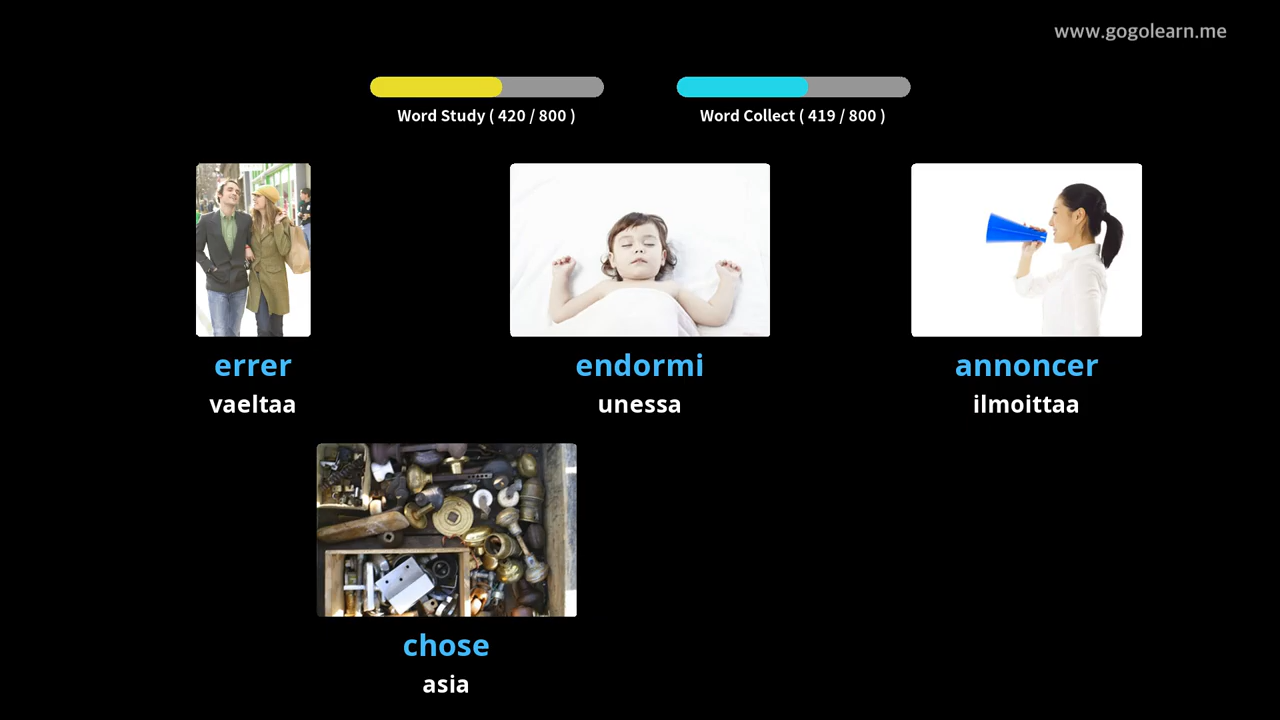 www.gogolearn.me
Word Study ( 420 / 800 )
Word Collect ( 419 / 800 )
errer
vaeltaa
endormi
unessa
annoncer
ilmoittaa
chose
asia